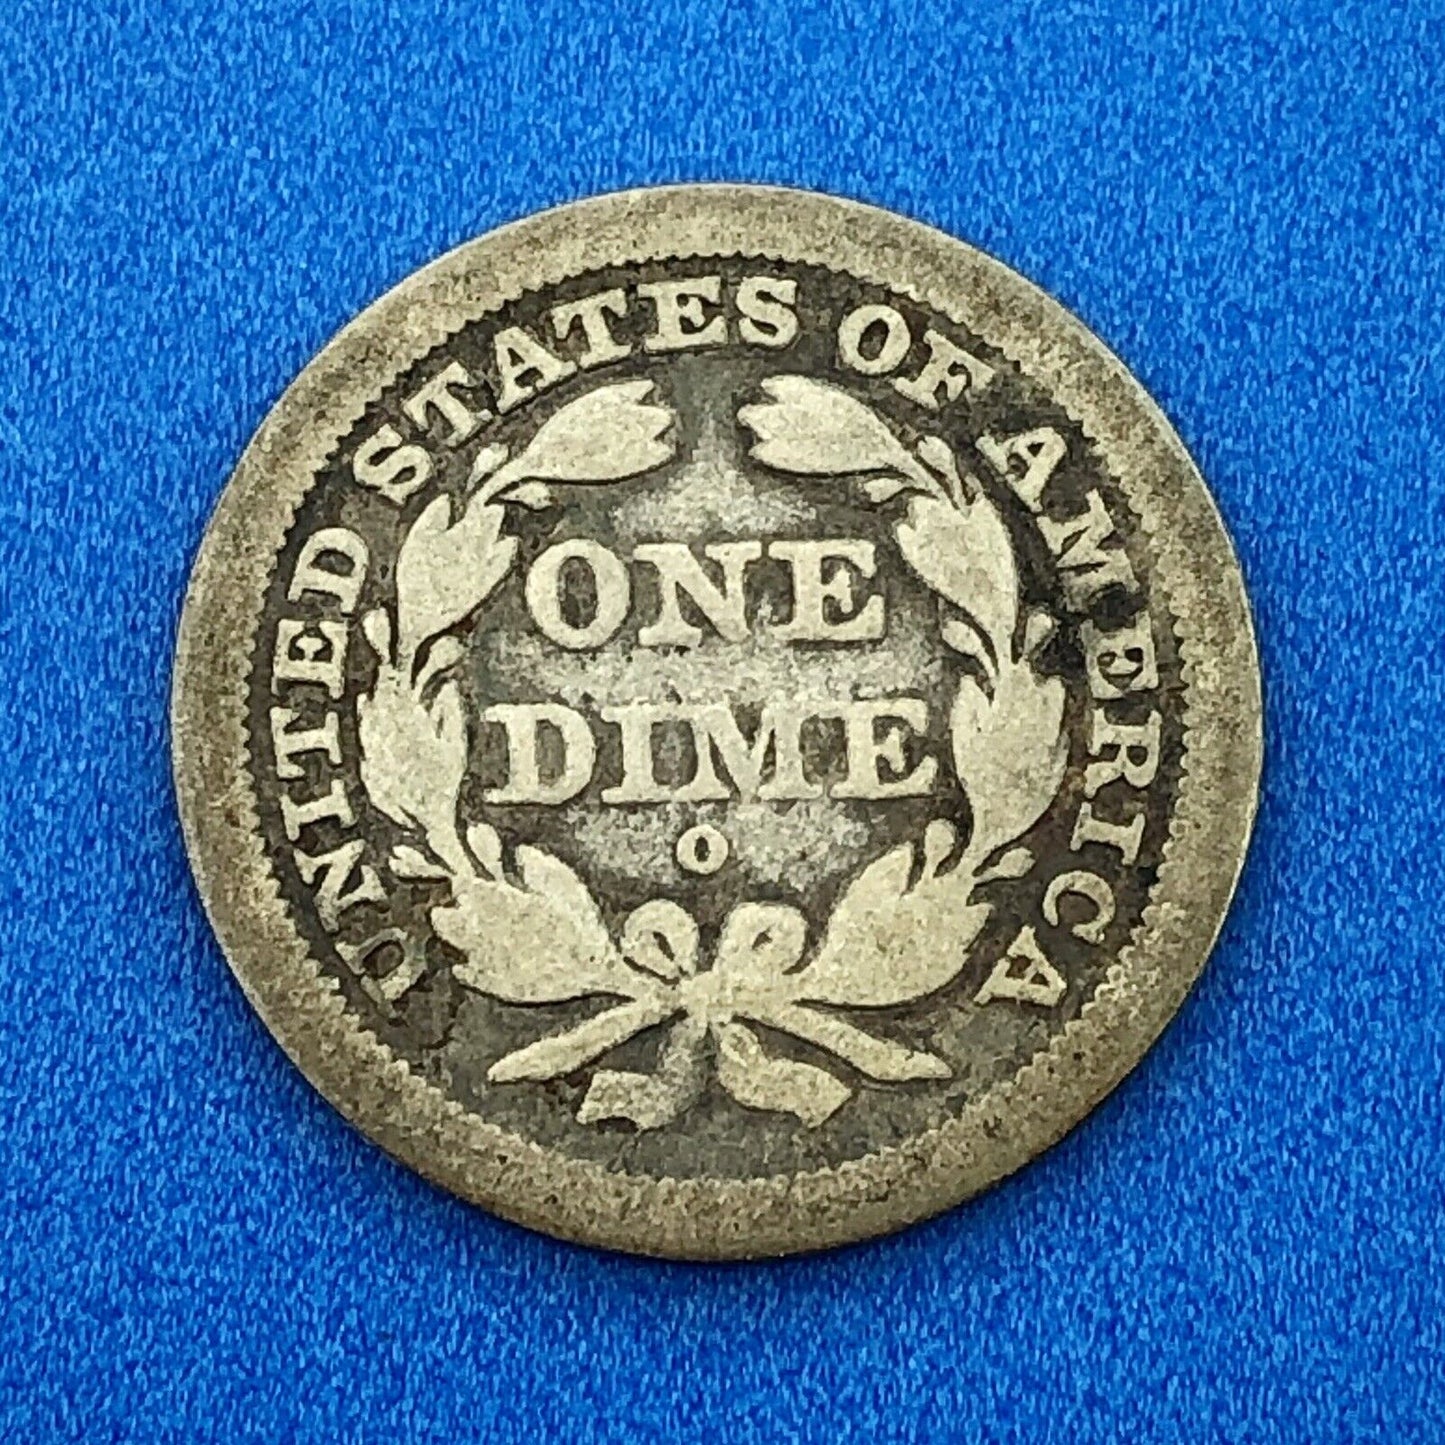 UNITED STATES OF AMERICA
ONE
DIME
O